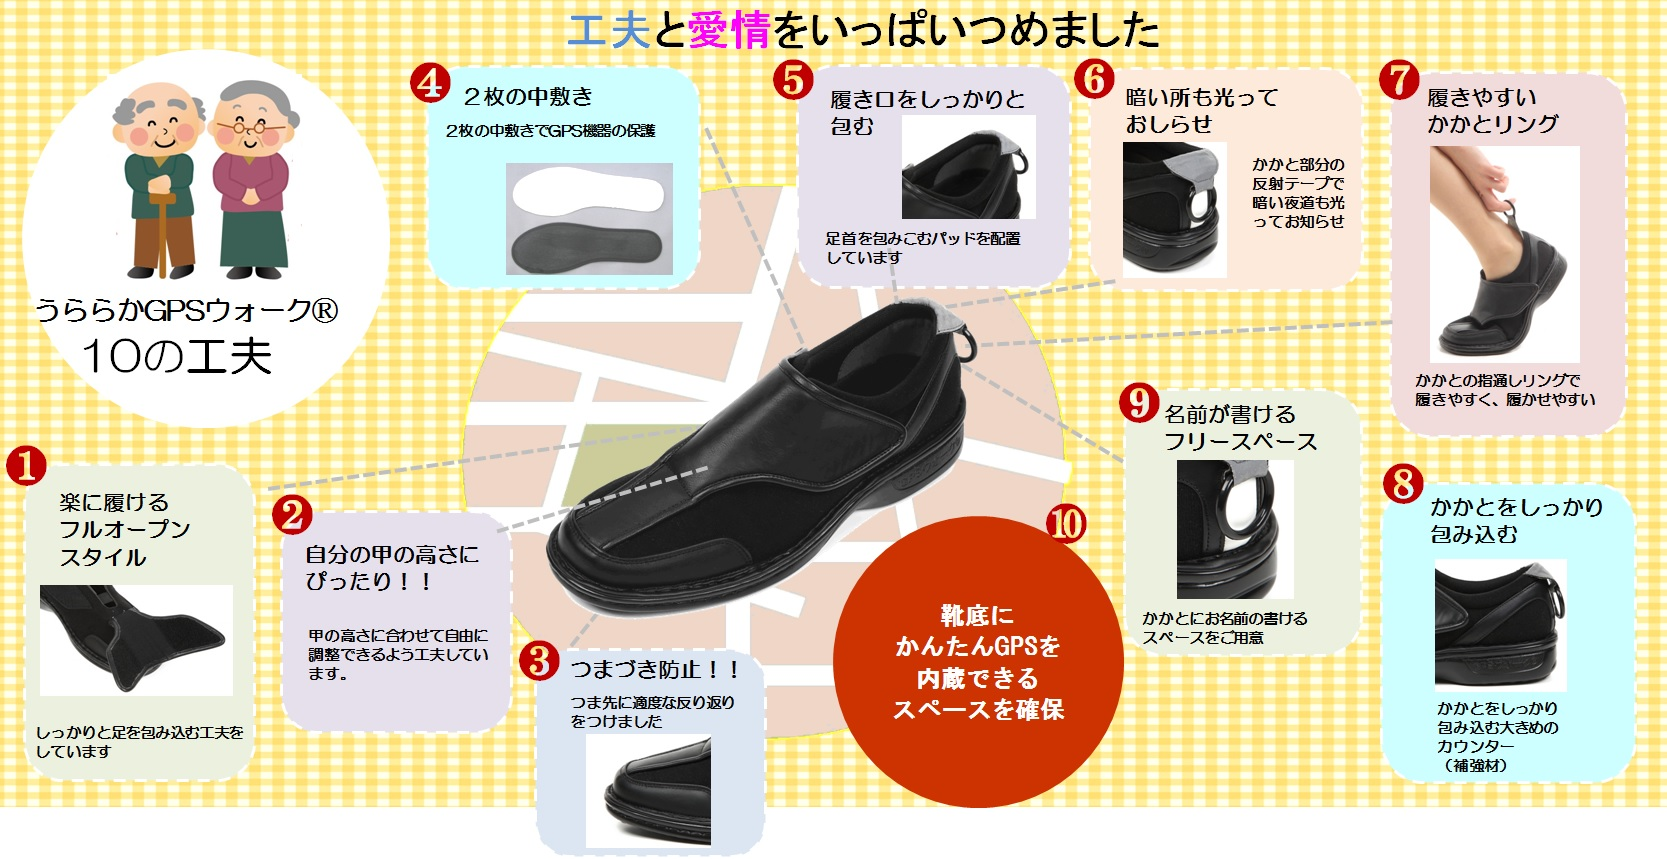 工夫と愛情をいっぱいつめました
うららかGPSウォーク®
10の工夫
1
楽に履ける
フルオープン
スタイル
しっかりと足を包み込む工夫を
しています
2
自分の甲の高さに
ぴったり！！
甲の高さに合わせて自由に
調整できるよう工夫してい
ます。
3
つまづき防止！！
つま先に適度な反り返り
をつけました
4
２枚の中敷き
2枚の中敷きでGPS機器の保護
5
履き口をしっかりと
包む
足首を包みこむパッドを配置
しています
6
暗い所も光って
おしらせ
かかと部分の
反射テープで
暗い夜道も光
ってお知らせ
7
履きやすい
かかとリング
かかとの指通しリングで
履きやすく、履かせやすい
8
かかとをしっかり
包み込む
かかとをしっかり
包み込む大きめの
カウンター
（補強材）
9
名前が書ける
フリースペース
かかとにお名前の書ける
スペースをご用意
10
靴底に
かんたんGPSを
内蔵できる
スペースを確保